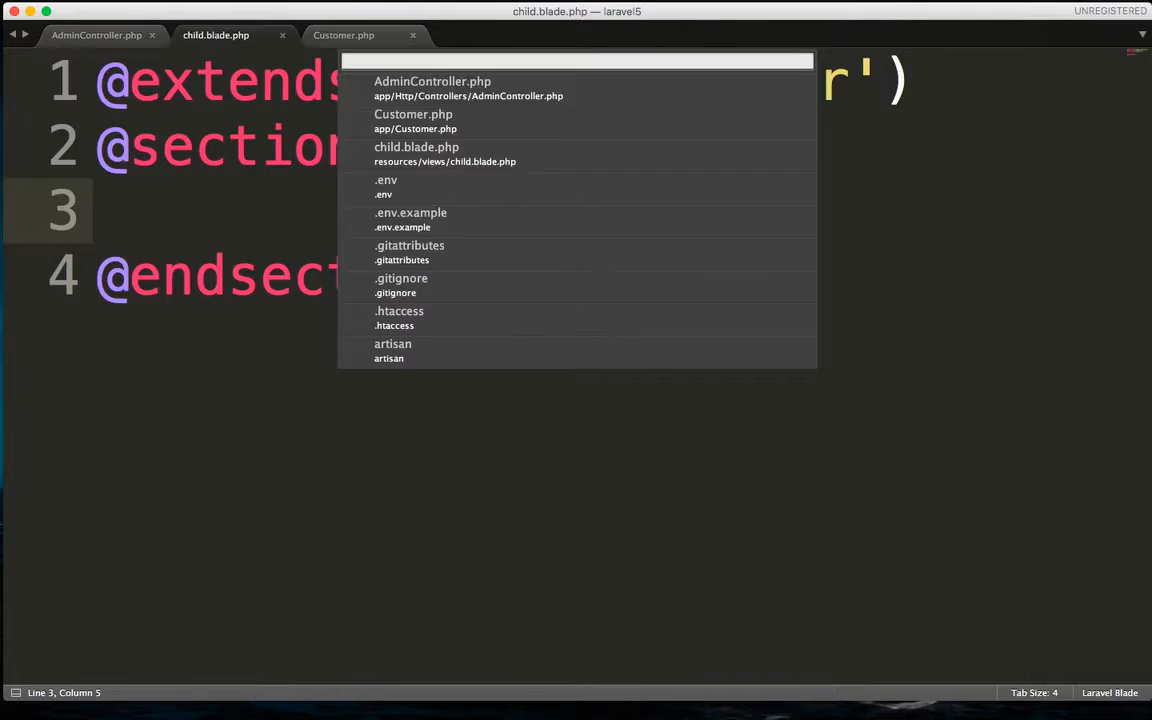 child.blade.php — laravel5
UNREGISTERED
AdminController.php
child.blade.php
Customer.php
1 @extends r')
2 @section
3
4 @endsect
AdminController.php
app/Http/Controllers/AdminController.php
Customer.php
app/Customer.php
child.blade.php
resources/views/child.blade.php
.env
.env
.env.example
.env.example
.gitattributes
.gitattributes
.gitignore
.gitignore
.htaccess
.htaccess
artisan
artisan
Line 3, Column 5
Tab Size: 4
Laravel Blade